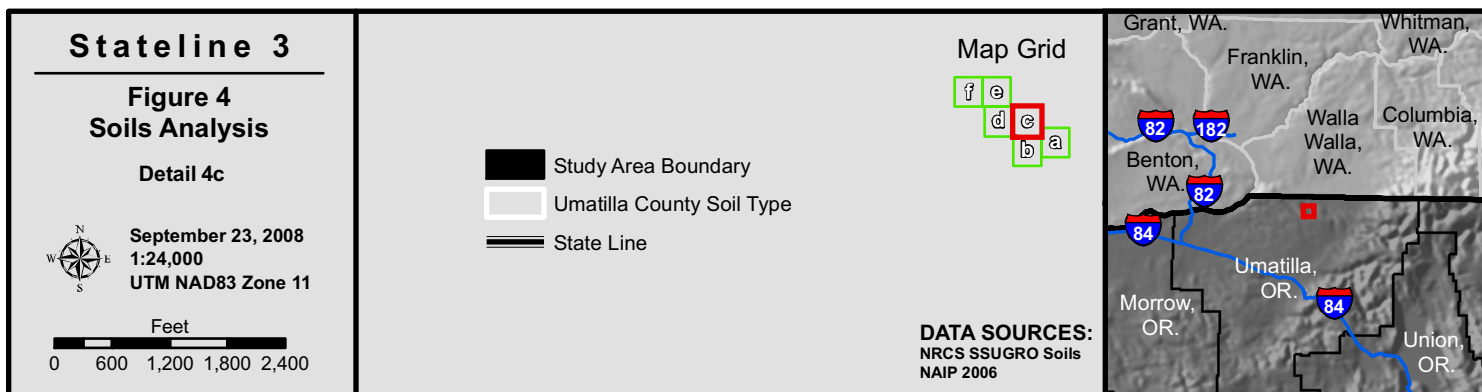 Stateline 3
Figure 4
Soils Analysis
Detail 4c
N
W E
S
September 23, 2008
1:24,000
UTM NAD83 Zone 11
Feet
0 600 1,200 1,800 2,400
Study Area Boundary
Umatilla County Soil Type
State Line
Map Grid
f e
d c
b a
DATA SOURCES:
NRCS SSUGRO Soils
NAIP 2006
Grant, WA.
Whitman,
WA.
Franklin,
WA.
Walla
Walla,
WA.
Columbia,
WA.
82
182
Benton,
WA.
82
84
Umatilla,
OR.
Morrow,
OR.
84
Union,
OR.